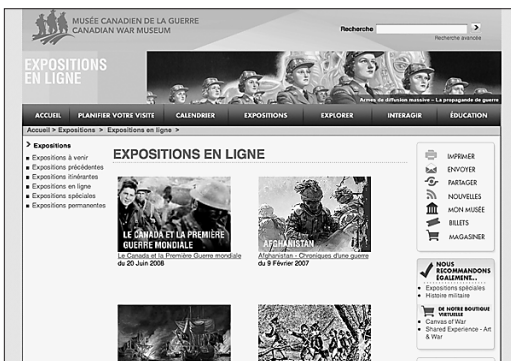 MUSÉE CANADIEN DE LA GUERRE
CANADIAN WAR MUSEUM
Recherche
Recherche avancée
EXPOSITIONS
EN LIGNE
Armes de diffusion massive – La propagande de guerre
ACCUEIL PLANIFIER VOTRE VISITE CALENDRIER EXPOSITIONS EXPLORER INTERAGIR ÉDUCATION
Accueil > Expositions > Expositions en ligne >
Expositions
Expositions à venir
Expositions précédentes
Expositions itinérantes
Expositions en ligne
Expositions spéciales
Expositions permanentes
EXPOSITIONS EN LIGNE
LE CANADA ET LA PREMIÈRE
GUERRE MONDIALE
Le Canada et la Première Guerre mondiale
du 20 Juin 2008
AFGHANISTAN
Afghanistan - Chroniques d'une guerre
du 9 Février 2007
IMPRIMER
ENVOYER
PARTAGER
NOUVELLES
MON MUSÉE
BILLETS
MAGASINER
NOUS
RECOMMANDONS
ÉGALEMENT...
Expositions spéciales
Histoire militaire
DE NOTRE BOUTIQUE
VIRTUELLE
Canvas of War
Shared Experience - Art
& War